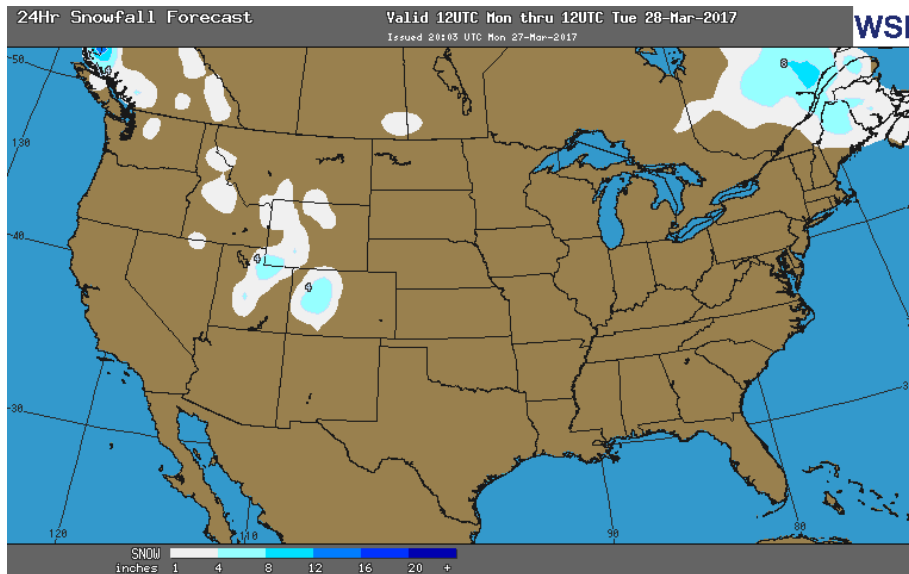 24Hr Snowfall Forecast
Valid 12UTC Mon thru 12UTC Tue 28-Mar-2017
Issued 20:03 UTC Mon 27-Mar-2017
WSI
50
4
8
130
40
4
4
30
120
110
90
80
SNOW
inches 1 4 8 12 16 20 +